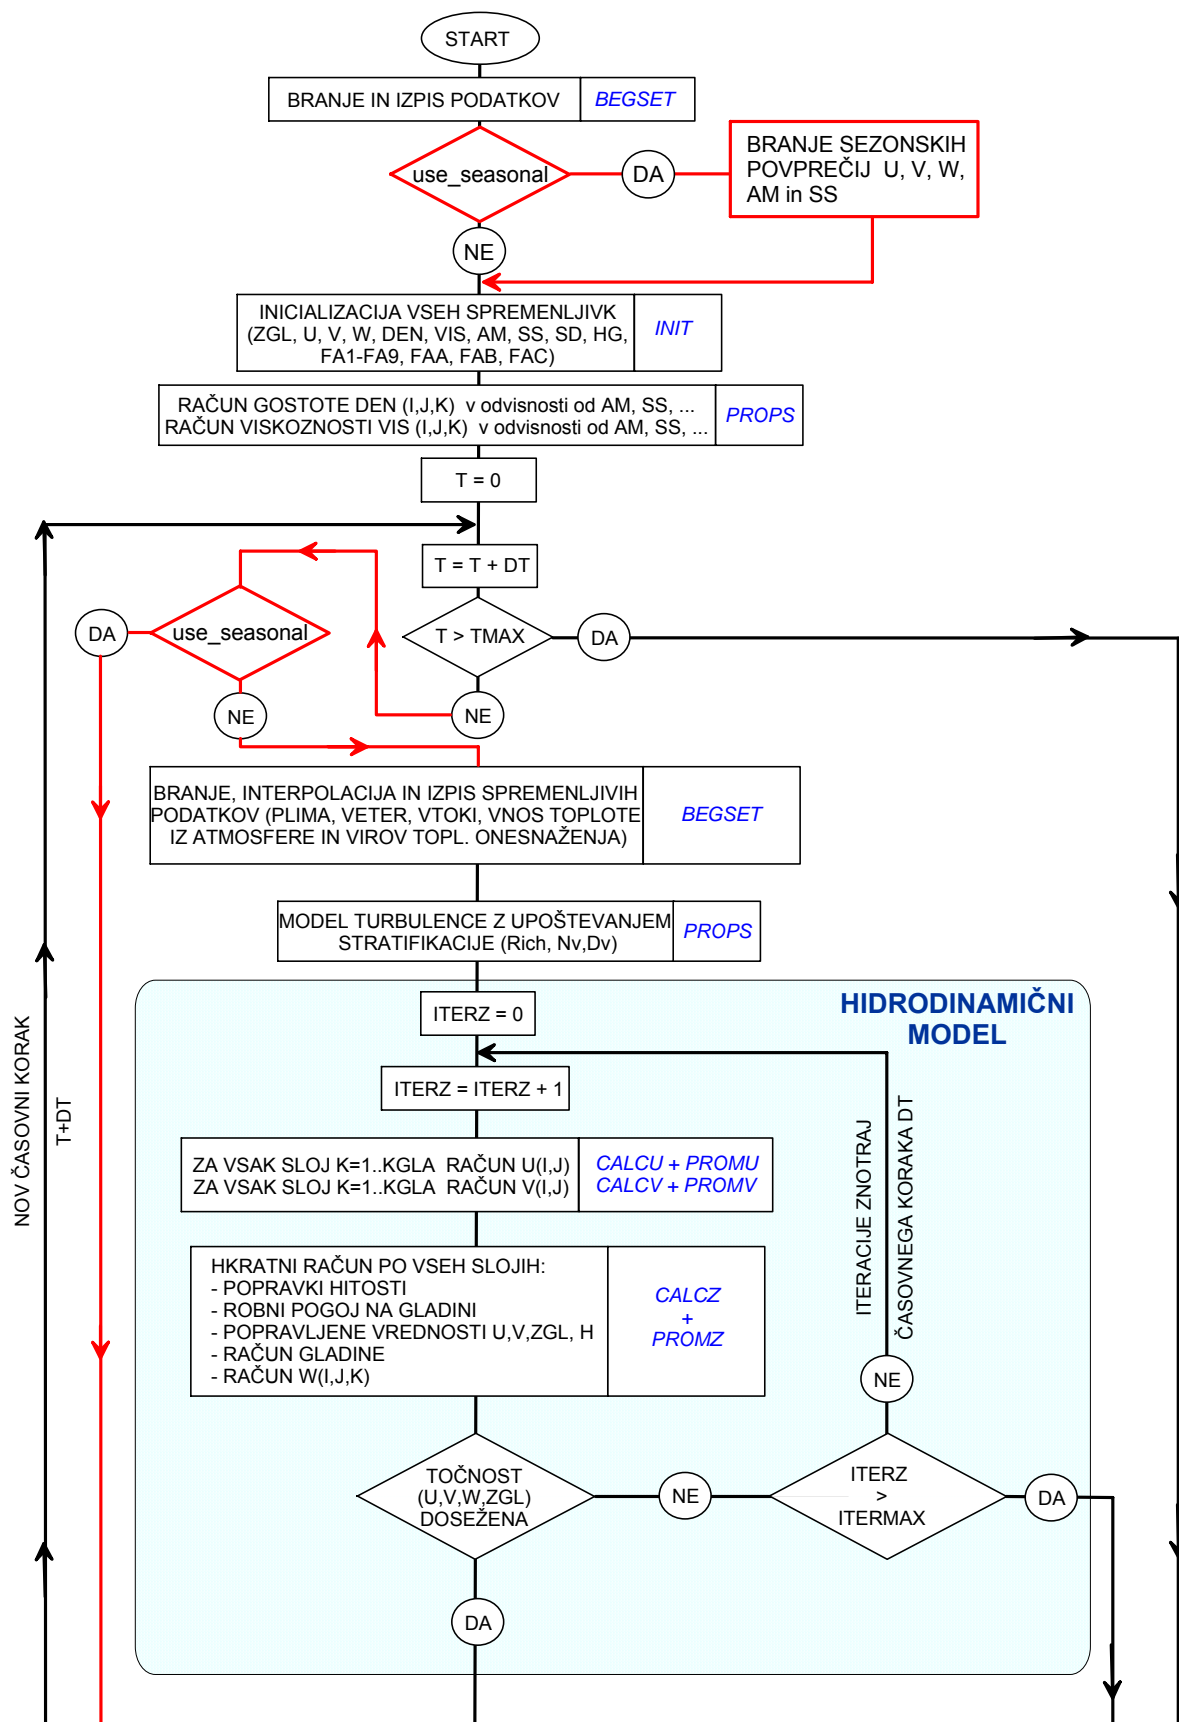 START
BRANJE IN IZPIS PODATKOV
BEGSET
use_seasonal
DA
BRANJE SEZONSKIH
POVPREČIJ U, V, W,
AM in SS
NE
INICIALIZACIJA VSEH SPREMENLJIVK
(ZGL, U, V, W, DEN, VIS, AM, SS, SD, HG,
FA1-FA9, FAA, FAB, FAC)
INIT
RAČUN GOSTOTE DEN (I,J,K) v odvisnosti od AM, SS, ...
RAČUN VISKOZNOSTI VIS (I,J,K) v odvisnosti od AM, SS, ...
PROPS
T = 0
T = T + DT
DA
use_seasonal
T > TMAX
DA
NE
NE
BRANJE, INTERPOLACIJA IN IZPIS SPREMENLJIVIH
PODATKOV (PLIMA, VETER, VTOKI, VNOS TOPLOTE
IZ ATMOSFERE IN VIROV TOPL. ONESNAŽENJA)
BEGSET
MODEL TURBULENCE Z UPOŠTEVANJEM
STRATIFIKACIJE (Rich, Nv,Dv)
PROPS
HIDRODINAMIČNI
MODEL
ITERZ = 0
ITERZ = ITERZ + 1
NOV ČASOVNI KORAK
T+DT
ITERACIJE ZNOTRAJ
ČASOVNEGA KORAKA DT
ZA VSAK SLOJ K=1..KGLA RAČUN U(I,J)
ZA VSAK SLOJ K=1..KGLA RAČUN V(I,J)
CALCU + PROMU
CALCV + PROMV
HKRATNI RAČUN PO VSEH SLOJIH:
- POPRAVKI HITOSTI
- ROBNI POGOJ NA GLADINI
- POPRAVLJENE VREDNOSTI U,V,ZGL, H
- RAČUN GLADINE
- RAČUN W(I,J,K)
CALCZ
+
PROMZ
NE
TOČNOST
(U,V,W,ZGL)
DOSEŽENA
NE
ITERZ
>
ITERMAX
DA
DA